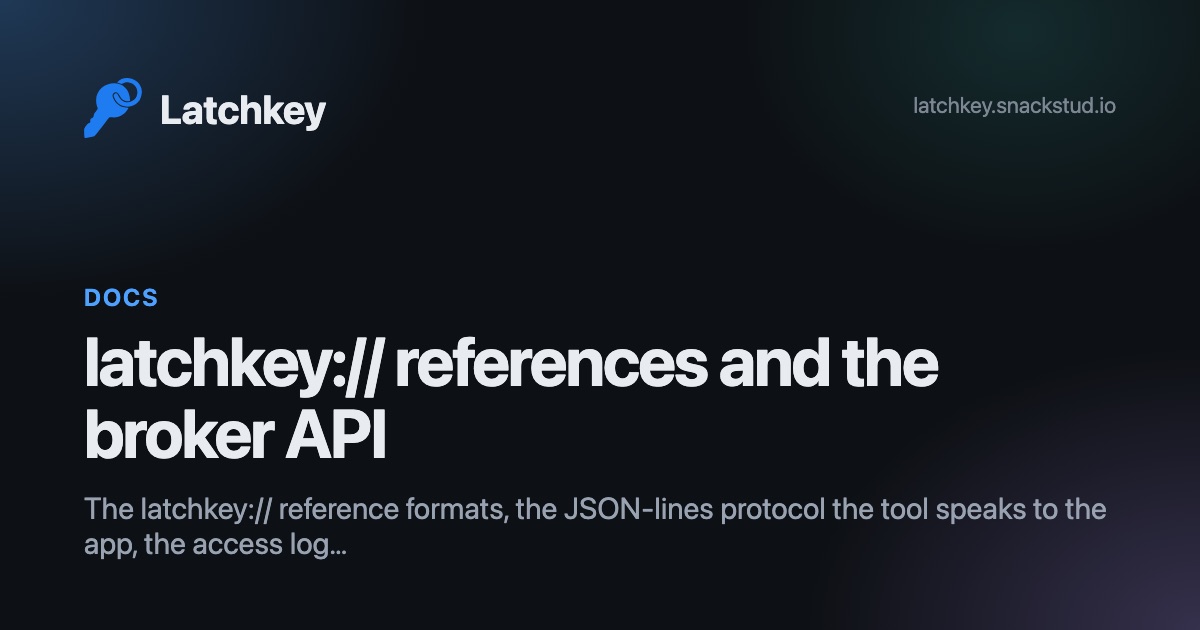 Latchkey
latchkey.snackstud.io
DOCS
latchkey:// references and the
broker API
The latchkey:// reference formats, the JSON-lines protocol the tool speaks to the
app, the access log...